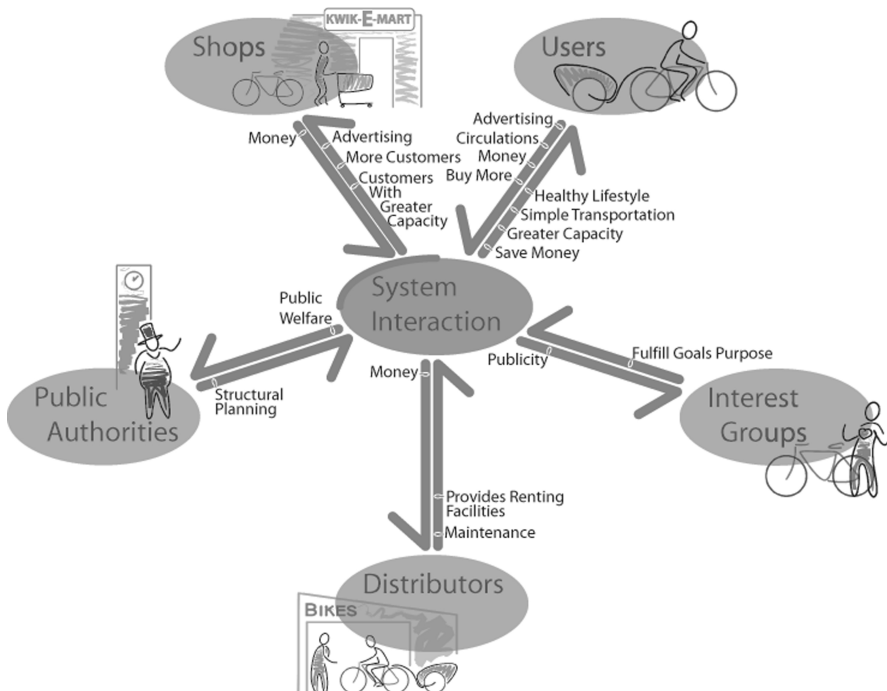 KWIK-E-MART
Shops
Users
Money
Advertising
More Customers
Customers
With
Greater
Capacity
Advertising
Circulations
Money
Buy More
Healthy Lifestyle
Simple Transportation
Greater Capacity
Save Money
System
Interaction
Public
Welfare
Structural
Planning
Public
Authorities
Money
Provides Renting
Facilities
Maintenance
Publicity
Fulfill Goals Purpose
Interest
Groups
Distributors
BIKES